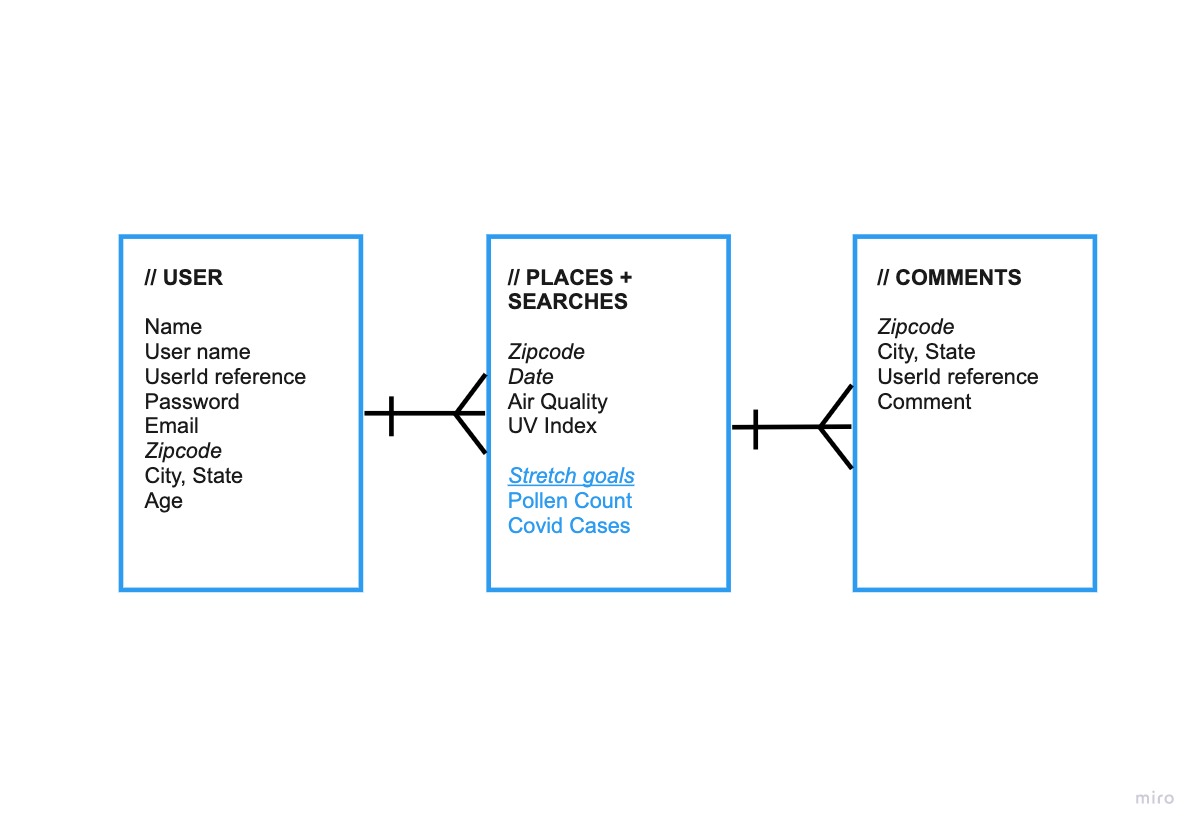 // USER
Name
User name
UserId reference
Password
Email
Zipcode
City, State
Age
// PLACES +
SEARCHES
Zipcode
Date
Air Quality
UV Index
Stretch goals
Pollen Count
Covid Cases
// COMMENTS
Zipcode
City, State
UserId reference
Comment
miro